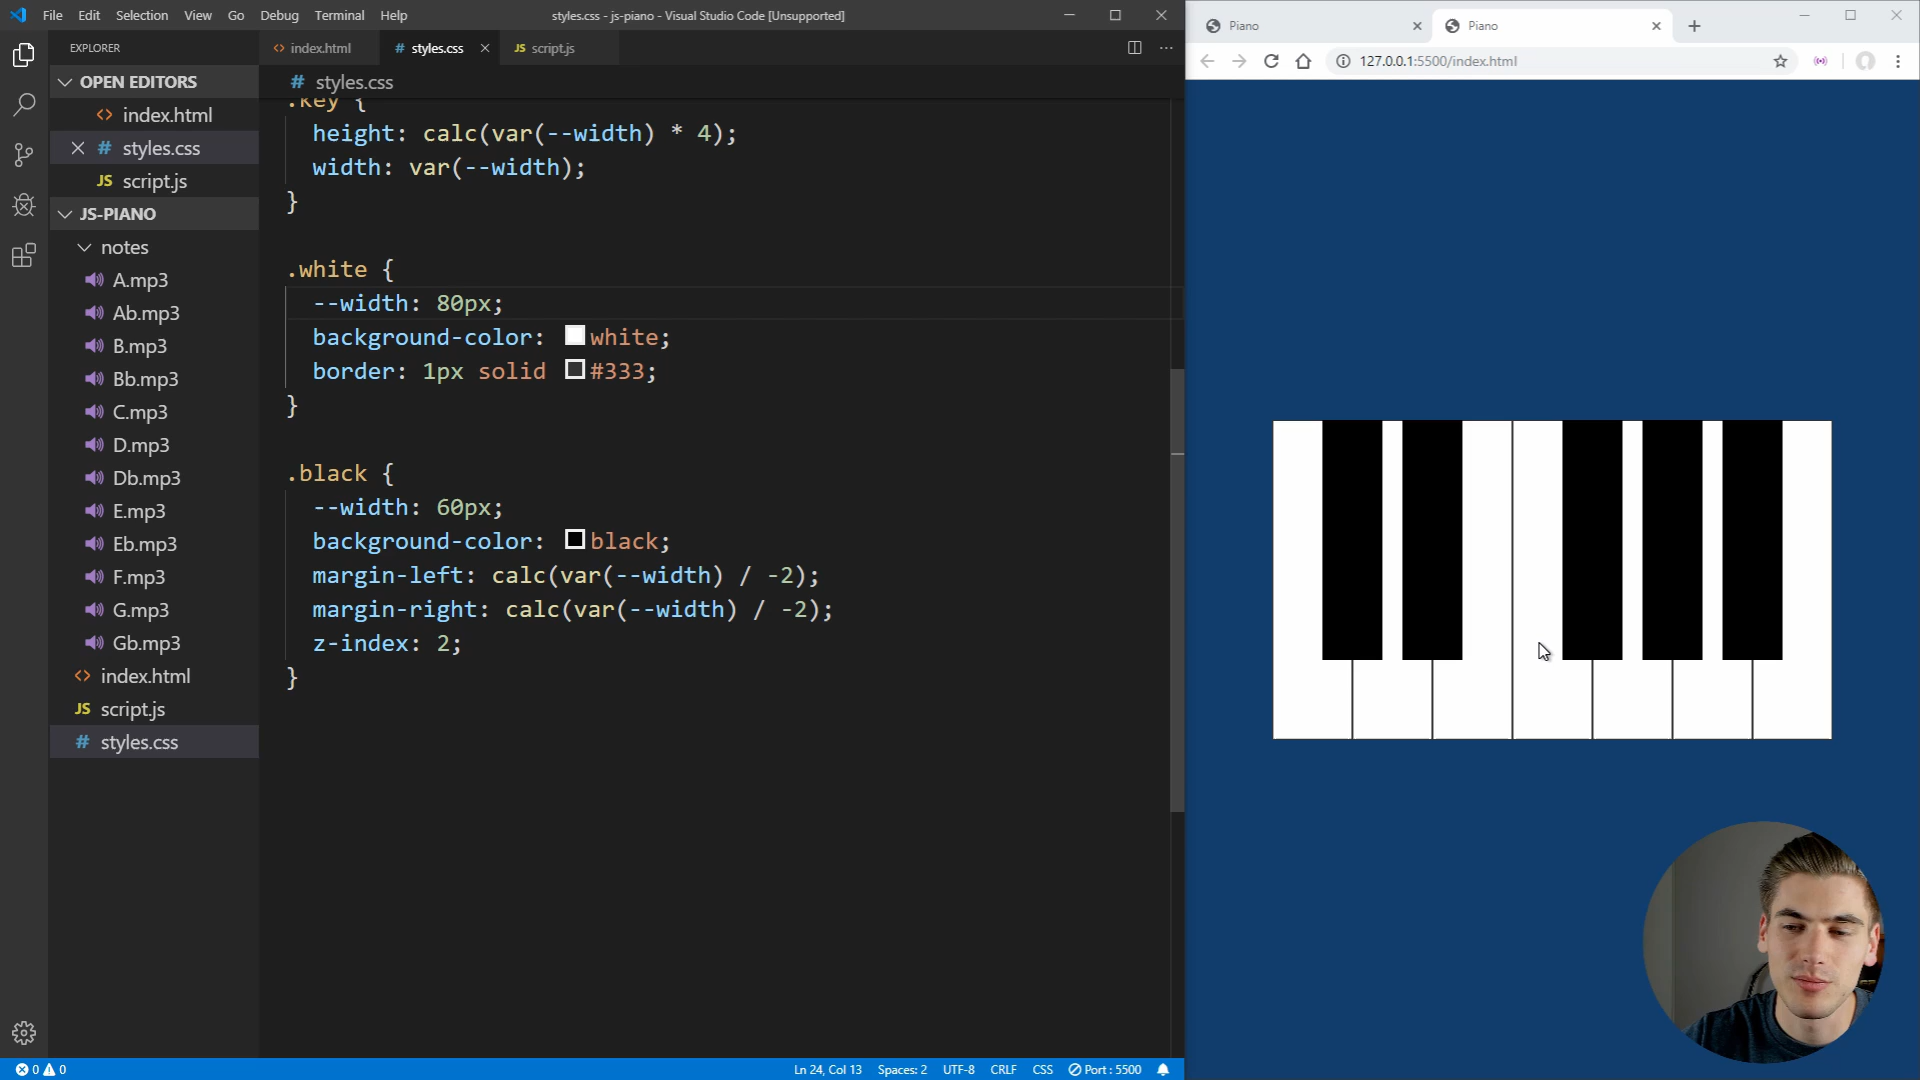 File Edit Selection View Go Debug Terminal Help
styles.css - js-piano - Visual Studio Code [Unsupported]
EXPLORER
OPEN EDITORS
index.html
styles.css
JS script.js
JS-PIANO
notes
A.mp3
Ab.mp3
B.mp3
Bb.mp3
C.mp3
D.mp3
Db.mp3
E.mp3
Eb.mp3
F.mp3
G.mp3
Gb.mp3
index.html
JS script.js
# styles.css
index.html # styles.css JS script.js
# styles.css
.key {
height: calc(var(--width) * 4);
width: var(--width);
}
.white {
--width: 80px;
background-color: white;
border: 1px solid #333;
}
.black {
--width: 60px;
background-color: black;
margin-left: calc(var(--width) / -2);
margin-right: calc(var(--width) / -2);
z-index: 2;
}
0 0
Ln 24, Col 13 Spaces: 2 UTF-8 CRLF CSS Port : 5500
Piano
Piano
127.0.0.1:5500/index.html